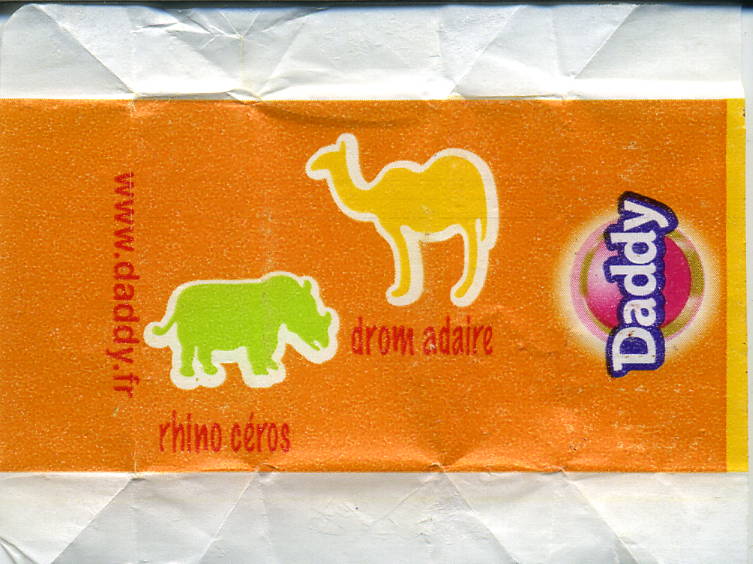 www.daddy.fr
drom adaire
rhino céros
Daddy